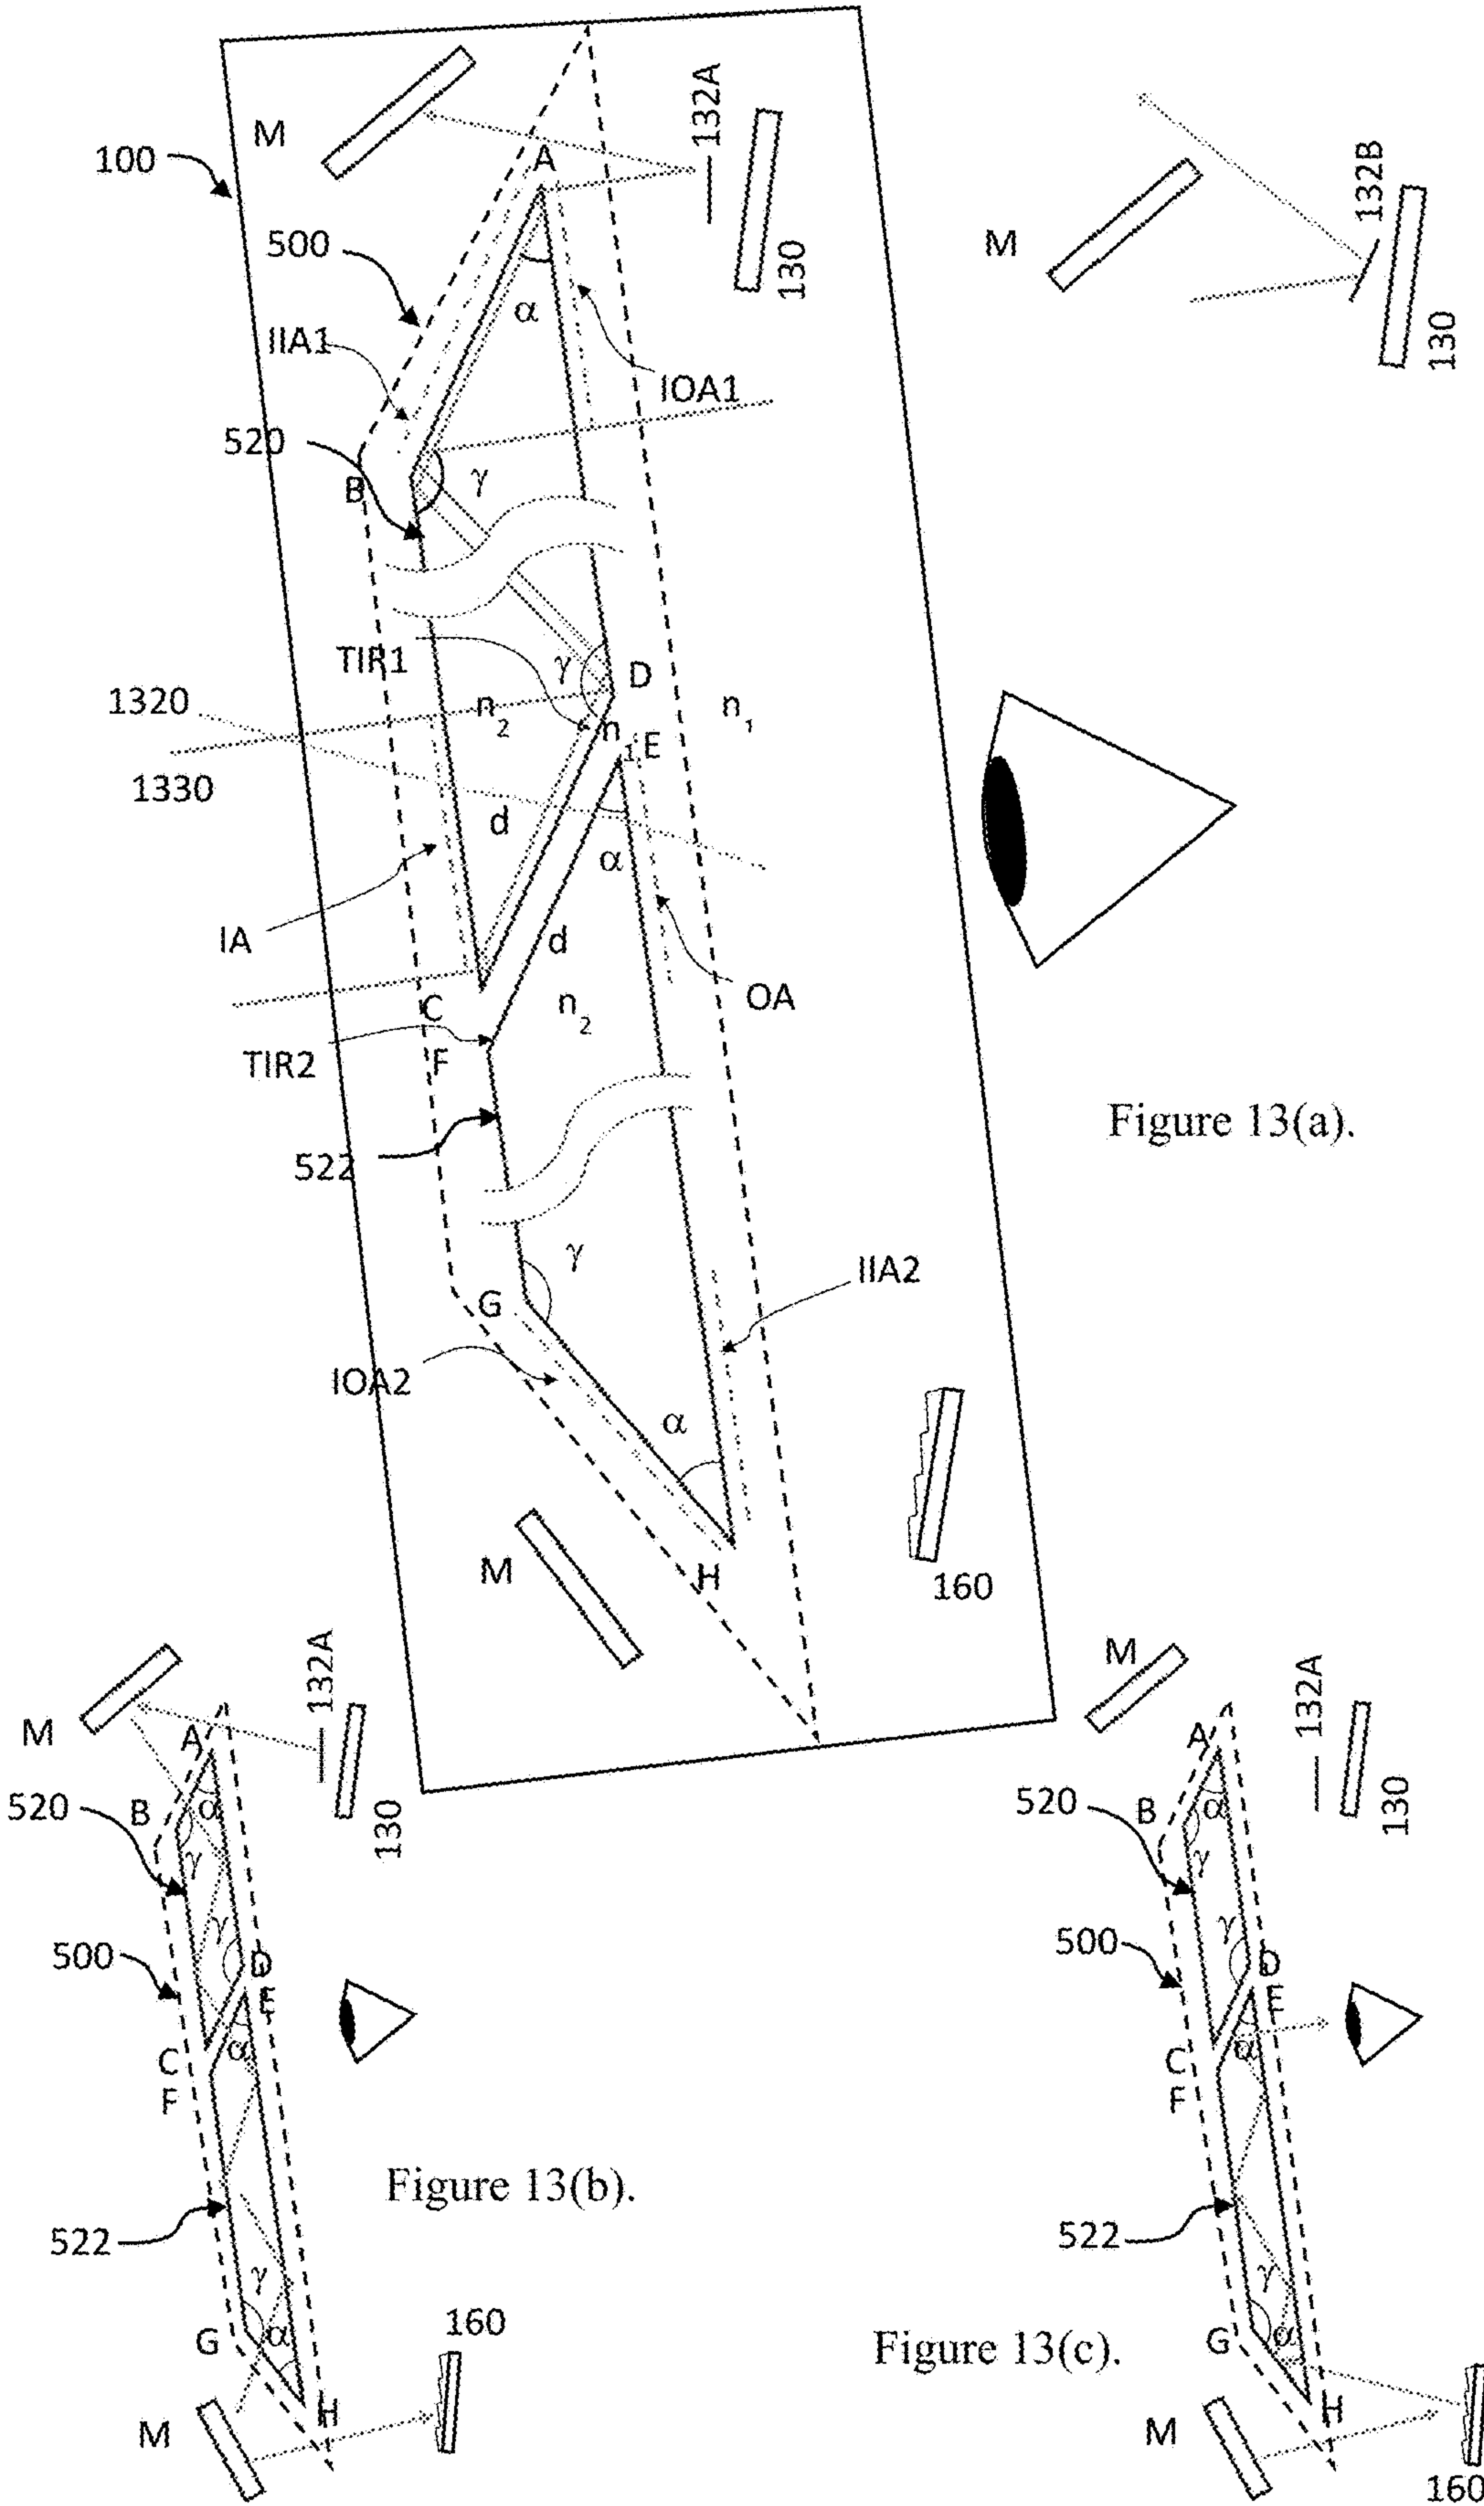 M
100
A
132A
130
500
α
IIA1
IOA1
520
B
γ
M
132B
130
TIR1
γ
D
1320
n₂
n₁
E
n₁
1330
d
α
IA
d
OA
C
n₂
TIR2
F
522
Figure 13(a).
γ
G
IIA2
IOA2
α
M
H
160
M
132A
A
520
B
α
130
γ
γ
500
D
E
C
α
F
522
Figure 13(b).
γ
G
α
160
H
M
M
132A
A
520
B
α
130
γ
γ
500
D
E
C
α
F
522
γ
Figure 13(c).
G
α
H
M
160